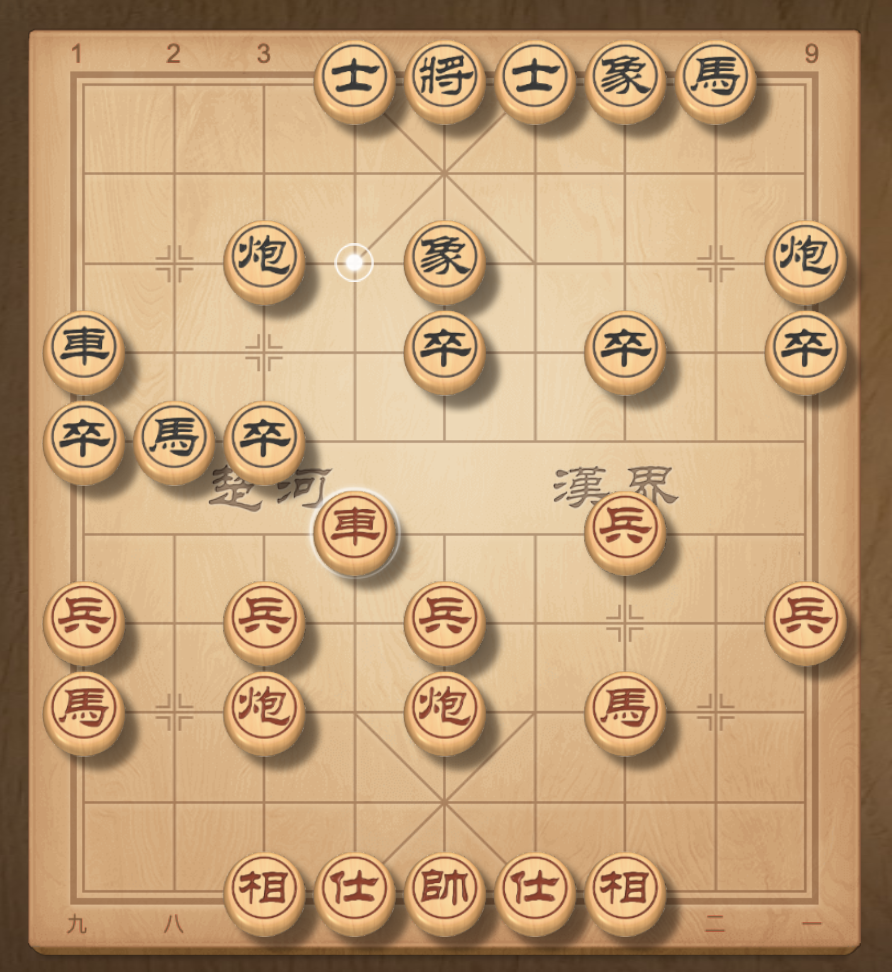 1 2 3 9
士 將 士 象 馬
炮 象 炮
車 卒 卒 卒
卒 馬 卒
楚 河 漢 界
車 兵
兵 兵 兵 兵
馬 炮 炮 馬
相 仕 帥 仕 相
九 八 二 一